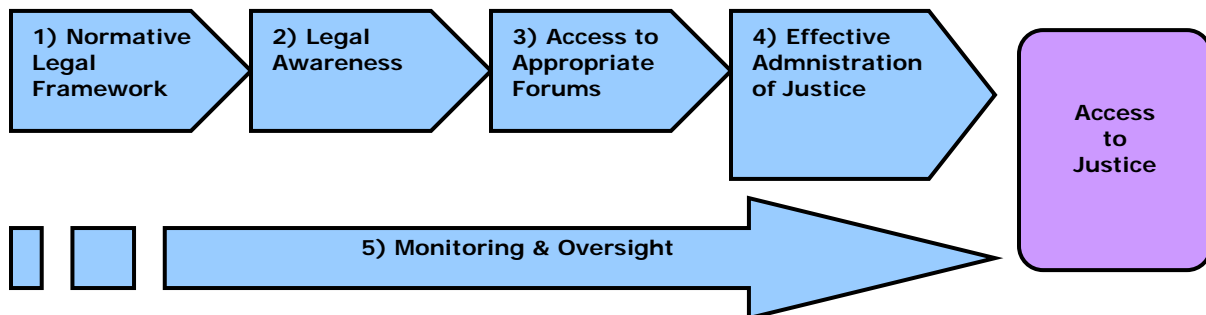 1) Normative
Legal
Framework
2) Legal
Awareness
3) Access to
Appropriate
Forums
4) Effective
Admnistration
of Justice
Access
to
Justice
5) Monitoring & Oversight